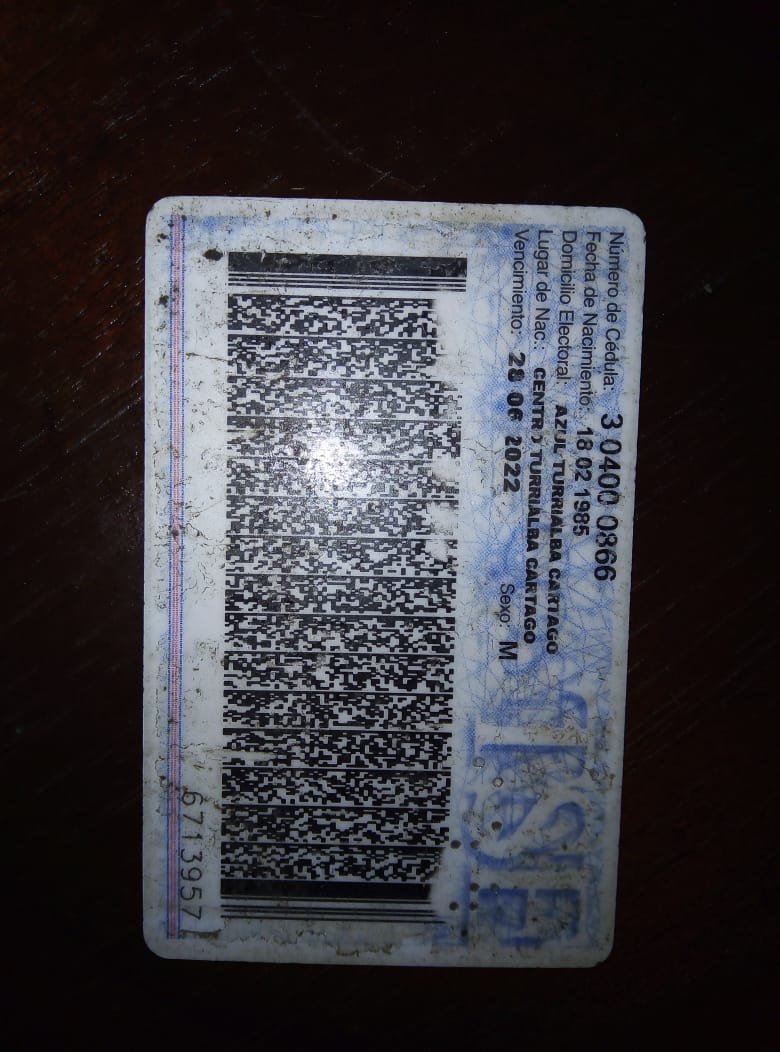 Número de Cédula: 3 0400 0866
Fecha de Nacimiento: 18 02 1985
Domicilio Electoral: AZUL TURRIALBA CARTAGO
Lugar de Nac.: CENTRO TURRIALBA CARTAGO
Vencimiento: 28 06 2022 Sexo: M
TSE
6713957